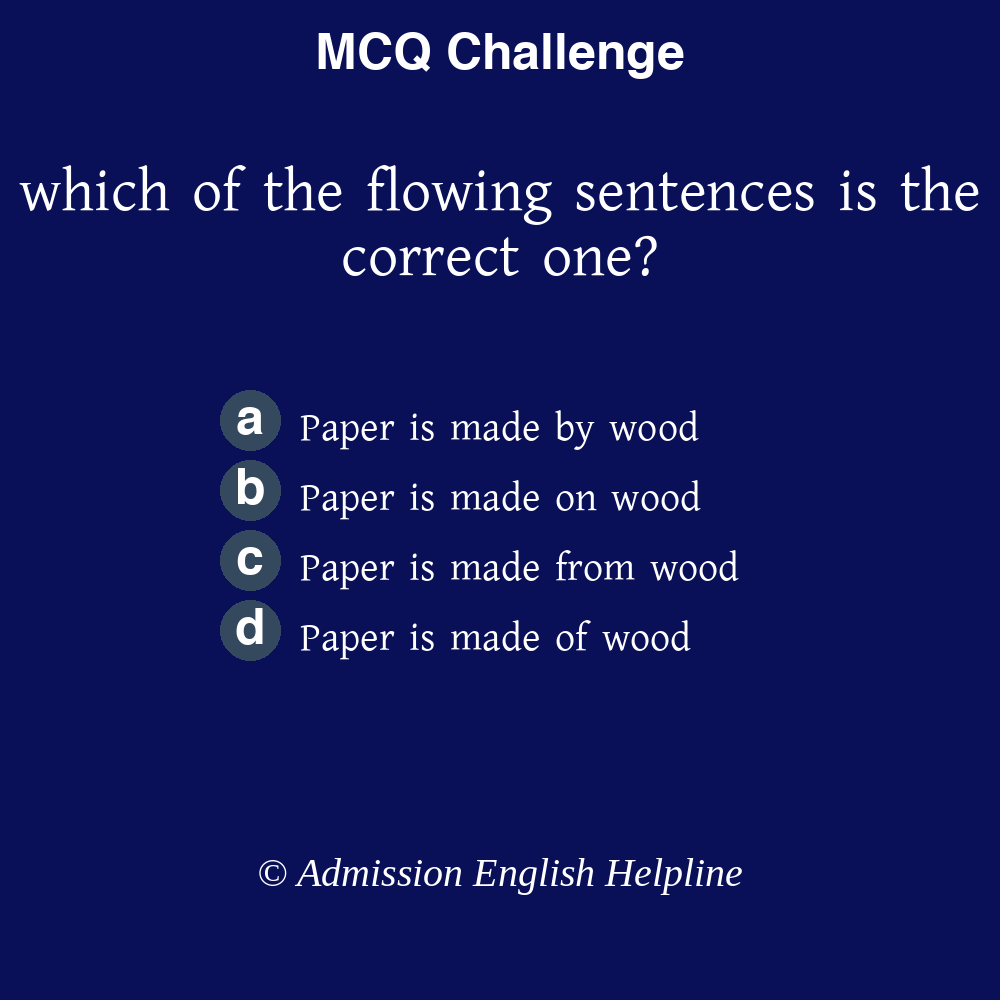 MCQ Challenge
which of the flowing sentences is the
correct one?
a Paper is made by wood
b Paper is made on wood
c Paper is made from wood
d Paper is made of wood
© Admission English Helpline